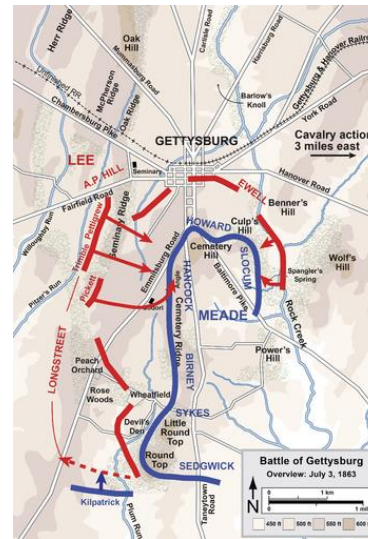 Oak
Hill
Herr Ridge
Mummasburg Road
Carlisle Road
Harrisburg Road
Gettysburg & Hanover Railro
Unfinished RR
McPherson
Ridge
Oak Ridge
Barlow's
Knoll
Chambersburg Pike
York Road
GETTYSBURG
Cavalry action
3 miles east
LEE
Seminary
A.P. HILL
EWELL
Hanover Road
Fairfield Road
Benner's
Hill
Pettigrew
Trimble
Seminary Ridge
Willoughby Run
HOWARD
Culp's
Hill
Emmitsburg Road
Cemetery
Hill
SLOCUM
Wolf's
Hill
Pitzer's Run
HANCOCK
Baltimore Pike
Spangler's
Spring
Pickett
Codori
Cemetery Ridge
MEADE
Rock Creek
LONGSTREET
Power's
Hill
Peach
Orchard
BIRNEY
Rose
Woods
Wheatfield
SYKES
Devil's
Den
Little
Round
Top
Round
Top
SEDGWICK
Kilpatrick
Plum Run
Taneytown Road
Battle of Gettysburg
Overview: July 3, 1863
N
0
1 km
0
1 mile
450 ft
500 ft
550 ft
600 ft